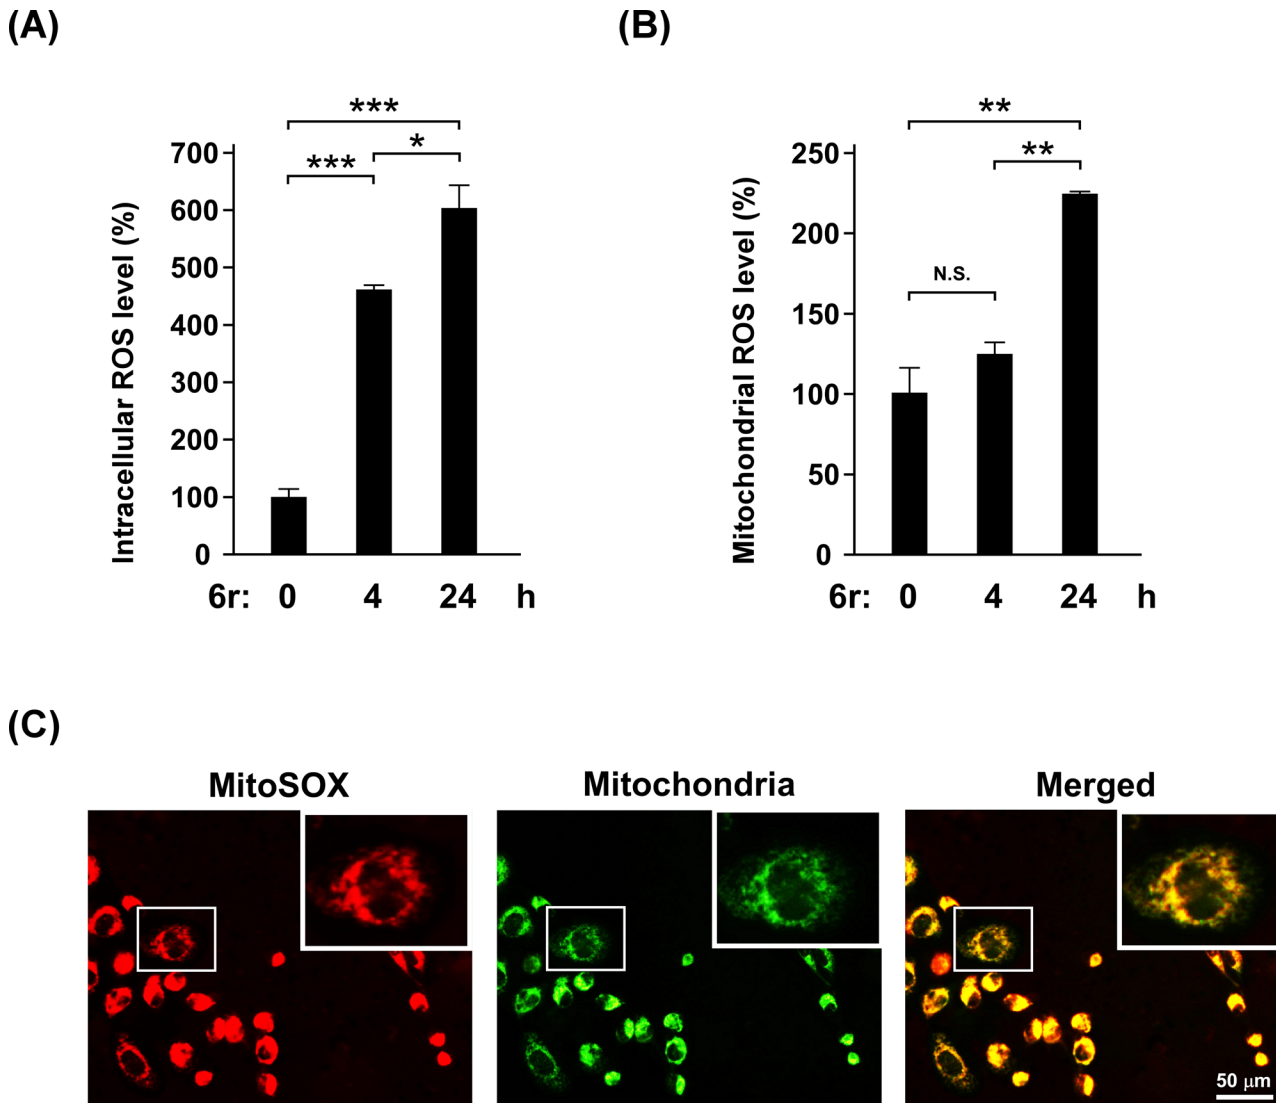 (A)
Intracellular ROS level (%)
700
600
500
400
300
200
100
0
***
***
*
6r: 0 4 24 h
(B)
Mitochondrial ROS level (%)
250
200
150
100
50
0
**
**
N.S.
6r: 0 4 24 h
(C)
MitoSOX
Mitochondria
Merged
50 μm